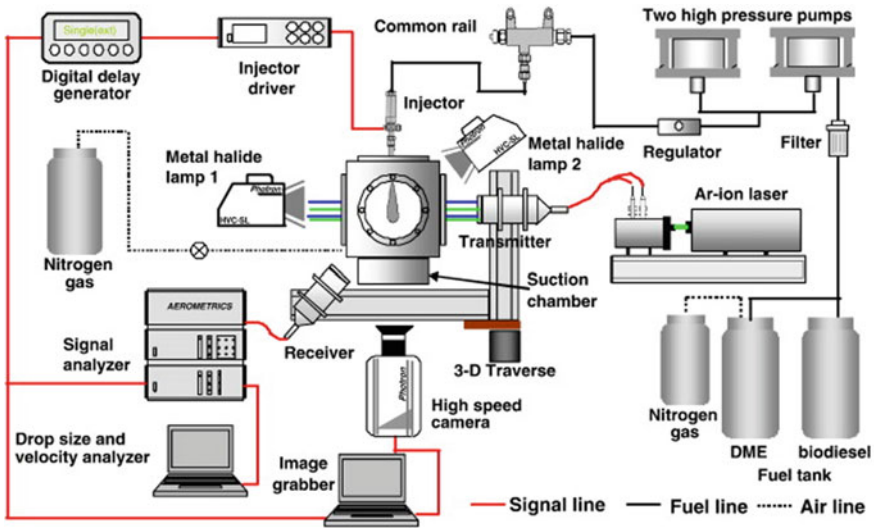 Single(ext)
Digital delay
generator
Injector
driver
Common rail
Two high pressure pumps
Injector
Metal halide
lamp 1
Photron
HVC-SL
Photron
HVC-SL
Metal halide
lamp 2
Regulator
Filter
Ar-ion laser
Transmitter
Nitrogen
gas
Suction
chamber
AEROMETRICS
Signal
analyzer
Receiver
3-D Traverse
Photron
High speed
camera
Nitrogen
gas
DME
biodiesel
Fuel tank
Drop size and
velocity analyzer
Image
grabber
Signal line
Fuel line
Air line